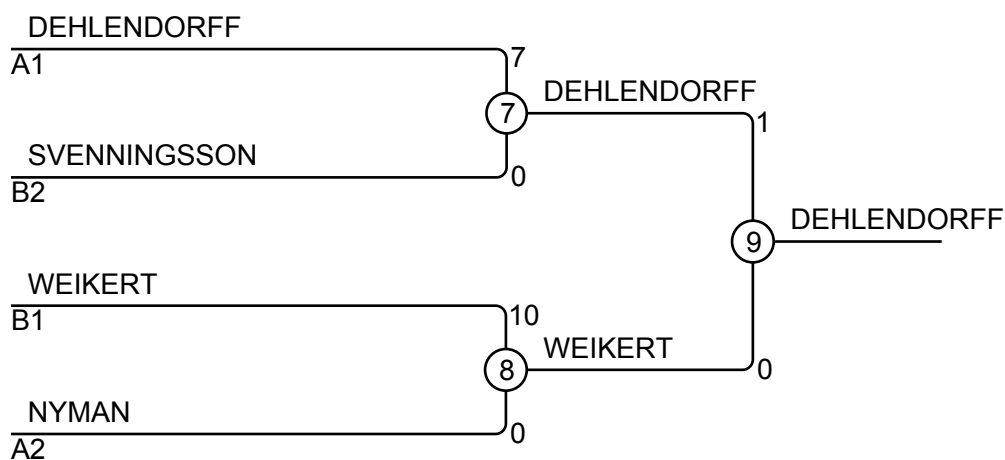 DEHLENDORFF
A1
7
7
DEHLENDORFF
1
SVENNINGSSON
B2
0
9
DEHLENDORFF
WEIKERT
B1
10
8
WEIKERT
0
NYMAN
A2
0